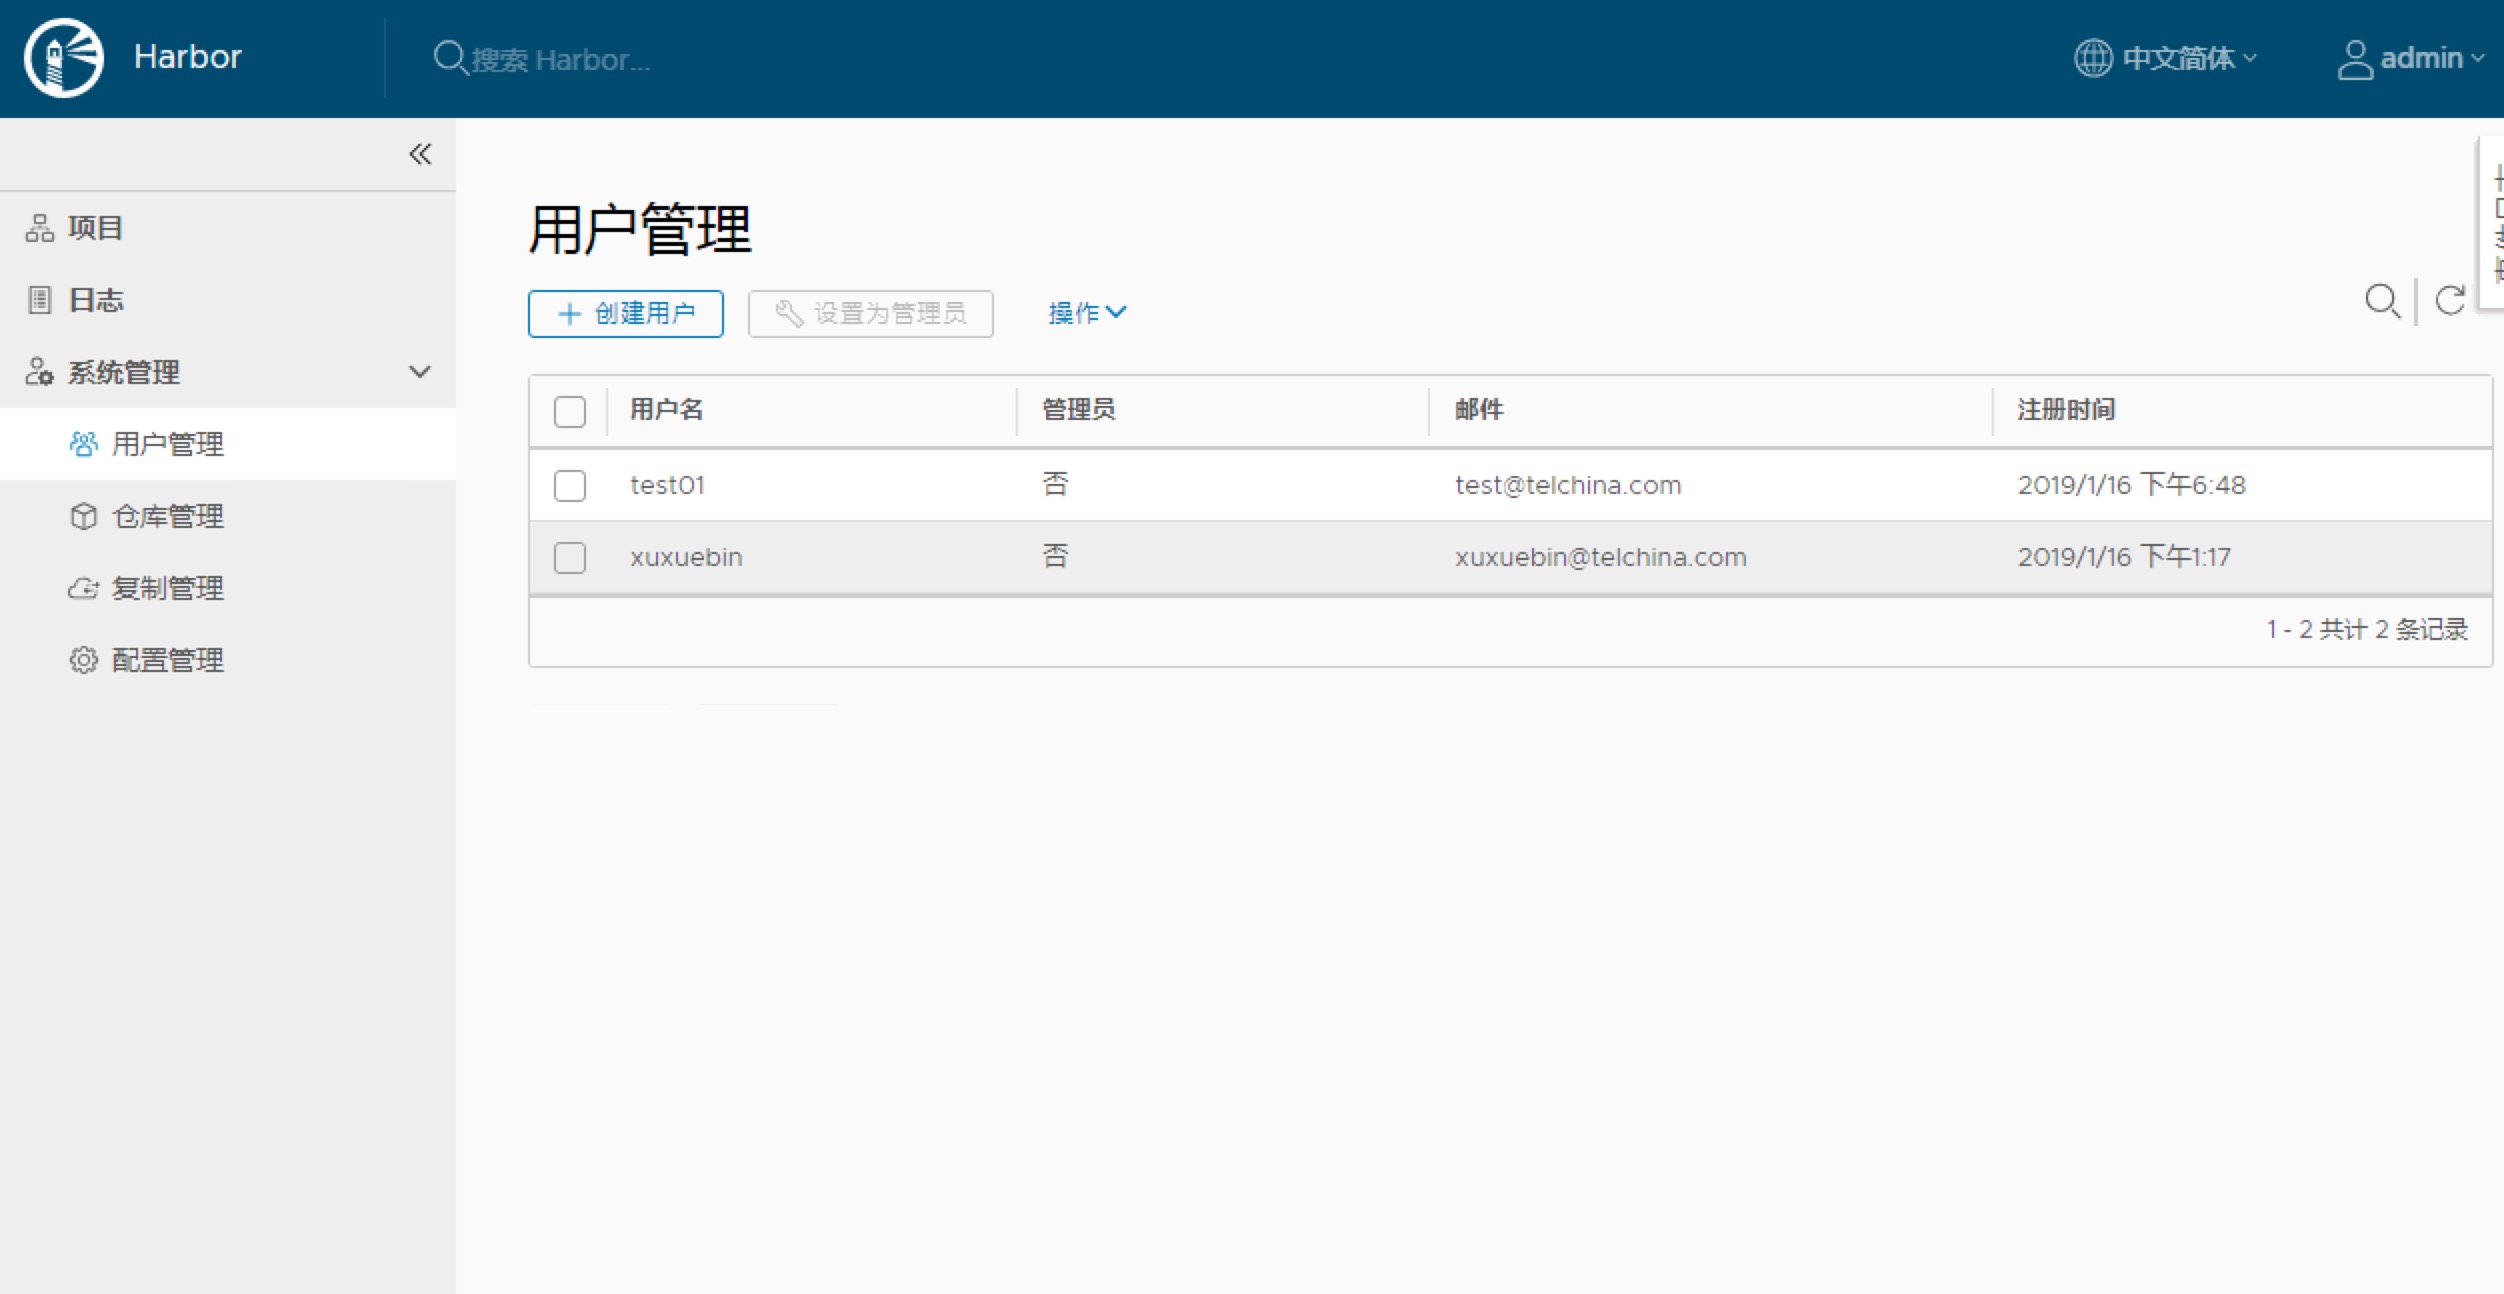 Harbor
搜索 Harbor...
中文简体
admin
项目
日志
系统管理
用户管理
仓库管理
复制管理
配置管理
用户管理
创建用户
设置为管理员
操作
用户名 管理员 邮件 注册时间
test01 否 test@telchina.com 2019/1/16 下午6:48
xuxuebin 否 xuxuebin@telchina.com 2019/1/16 下午1:17
1 - 2 共计 2 条记录